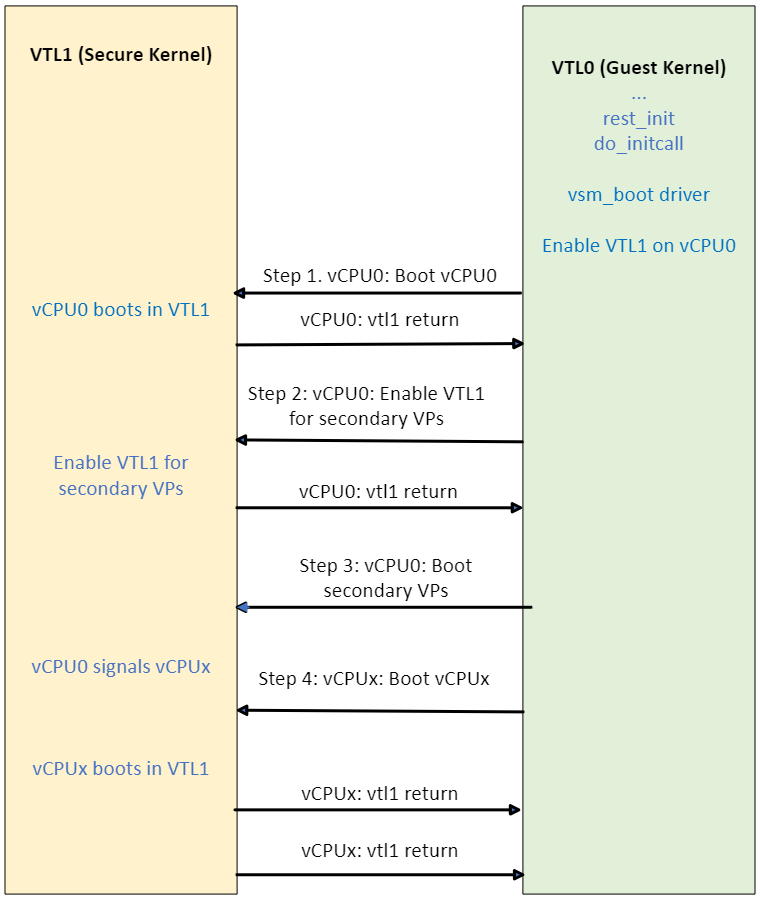 VTL1 (Secure Kernel)
VTL0 (Guest Kernel)
...
rest_init
do_initcall
vsm_boot driver
Enable VTL1 on vCPU0
Step 1. vCPU0: Boot vCPU0
vCPU0 boots in VTL1
vCPU0: vtl1 return
Step 2: vCPU0: Enable VTL1
for secondary VPs
Enable VTL1 for
secondary VPs
vCPU0: vtl1 return
Step 3: vCPU0: Boot
secondary VPs
vCPU0 signals vCPUx
Step 4: vCPUx: Boot vCPUx
vCPUx boots in VTL1
vCPUx: vtl1 return
vCPUx: vtl1 return